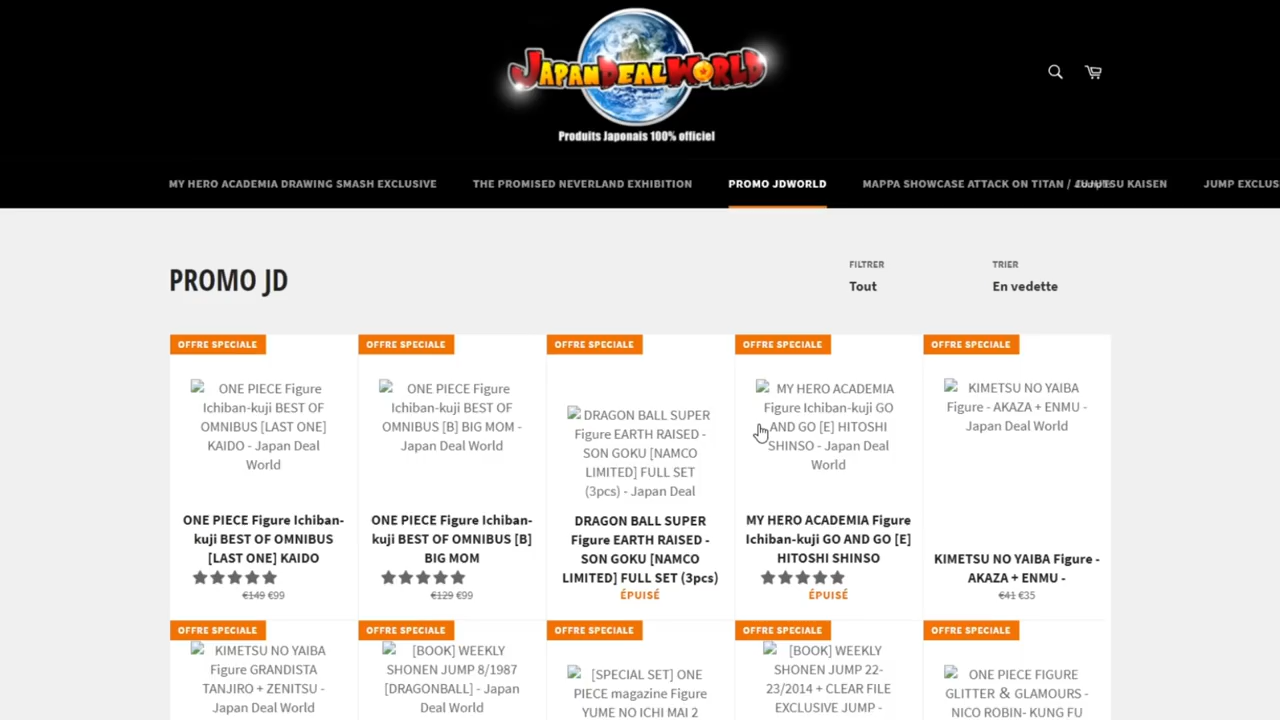 JAPANDEALWORLD
Produits Japonais 100% officiel
MY HERO ACADEMIA DRAWING SMASH EXCLUSIVE
THE PROMISED NEVERLAND EXHIBITION
PROMO JDWORLD
MAPPA SHOWCASE ATTACK ON TITAN / JUJUTSU KAISEN
JUMP EXCLUS
PROMO JD
FILTRER
Tout
TRIER
En vedette
OFFRE SPECIALE
ONE PIECE Figure
Ichiban-kuji BEST OF
OMNIBUS [LAST ONE]
KAIDO - Japan Deal
World
ONE PIECE Figure Ichiban-
kuji BEST OF OMNIBUS
[LAST ONE] KAIDO
€149 €99
OFFRE SPECIALE
ONE PIECE Figure
Ichiban-kuji BEST OF
OMNIBUS [B] BIG MOM -
Japan Deal World
ONE PIECE Figure Ichiban-
kuji BEST OF OMNIBUS [B]
BIG MOM
€129 €99
OFFRE SPECIALE
DRAGON BALL SUPER
Figure EARTH RAISED -
SON GOKU [NAMCO
LIMITED] FULL SET
(3pcs) - Japan Deal
DRAGON BALL SUPER
Figure EARTH RAISED -
SON GOKU [NAMCO
LIMITED] FULL SET (3pcs)
ÉPUISÉ
OFFRE SPECIALE
MY HERO ACADEMIA
Figure Ichiban-kuji GO
AND GO [E] HITOSHI
SHINSO - Japan Deal
World
MY HERO ACADEMIA Figure
Ichiban-kuji GO AND GO [E]
HITOSHI SHINSO
ÉPUISÉ
OFFRE SPECIALE
KIMETSU NO YAIBA
Figure - AKAZA + ENMU -
Japan Deal World
KIMETSU NO YAIBA Figure -
AKAZA + ENMU -
€41 €35
OFFRE SPECIALE
KIMETSU NO YAIBA
Figure GRANDISTA
TANJIRO + ZENITSU -
Japan Deal World
OFFRE SPECIALE
[BOOK] WEEKLY
SHONEN JUMP 8/1987
[DRAGONBALL] - Japan
Deal World
OFFRE SPECIALE
[SPECIAL SET] ONE
PIECE magazine Figure
YUME NO ICHI MAI 2
OFFRE SPECIALE
[BOOK] WEEKLY
SHONEN JUMP 22-
23/2014 + CLEAR FILE
EXCLUSIVE JUMP -
OFFRE SPECIALE
ONE PIECE FIGURE
GLITTER & GLAMOURS -
NICO ROBIN- KUNG FU